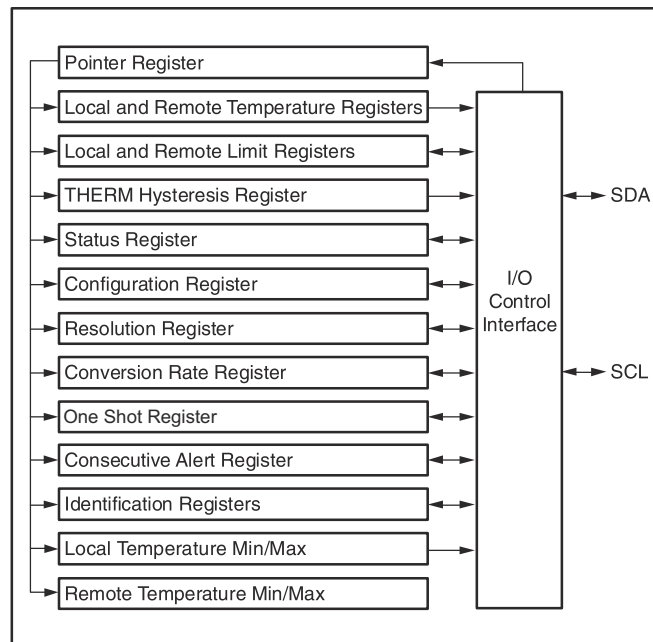 Pointer Register
Local and Remote Temperature Registers
Local and Remote Limit Registers
THERM Hysteresis Register
SDA
Status Register
Configuration Register
I/O
Control
Interface
Resolution Register
Conversion Rate Register
SCL
One Shot Register
Consecutive Alert Register
Identification Registers
Local Temperature Min/Max
Remote Temperature Min/Max